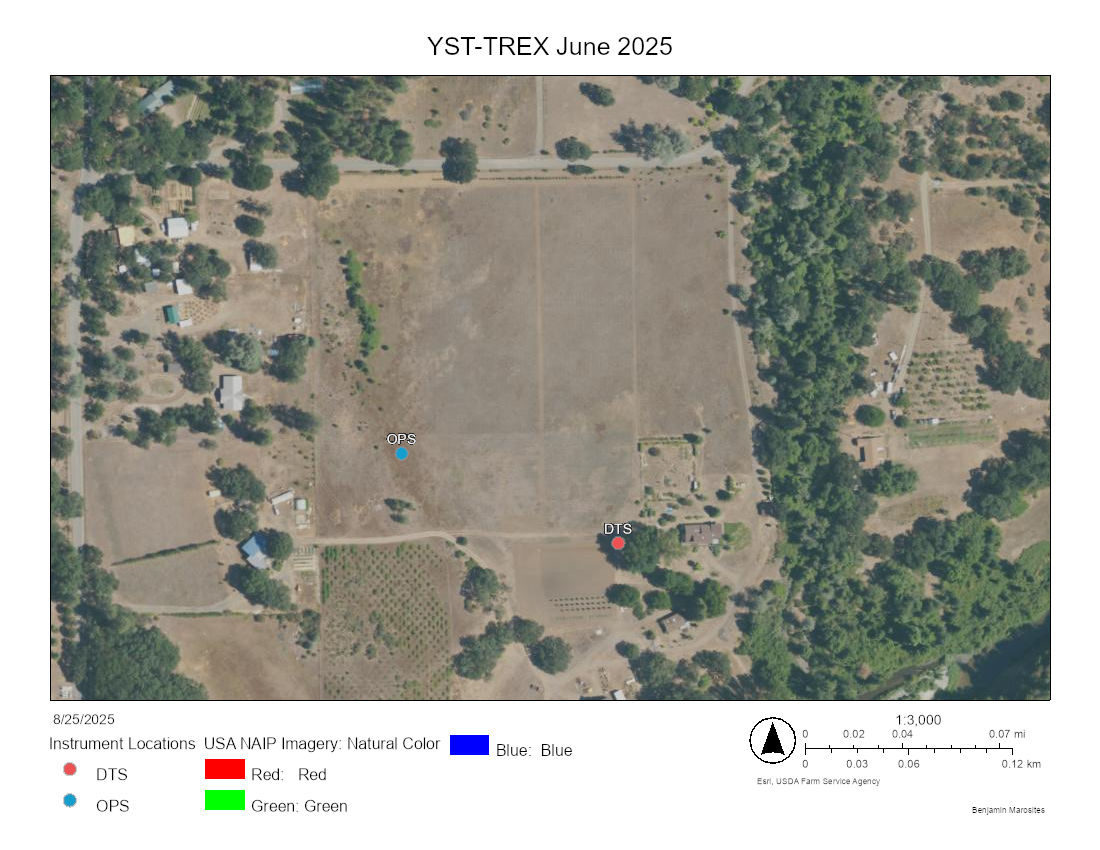 YST-TREX June 2025
OPS
DTS
8/25/2025
Instrument Locations
DTS
OPS
USA NAIP Imagery: Natural Color
Red: Red
Green: Green
Blue: Blue
1:3,000
0 0.02 0.04 0.07 mi
0 0.03 0.06 0.12 km
Esri, USDA Farm Service Agency
Benjamin Marosites